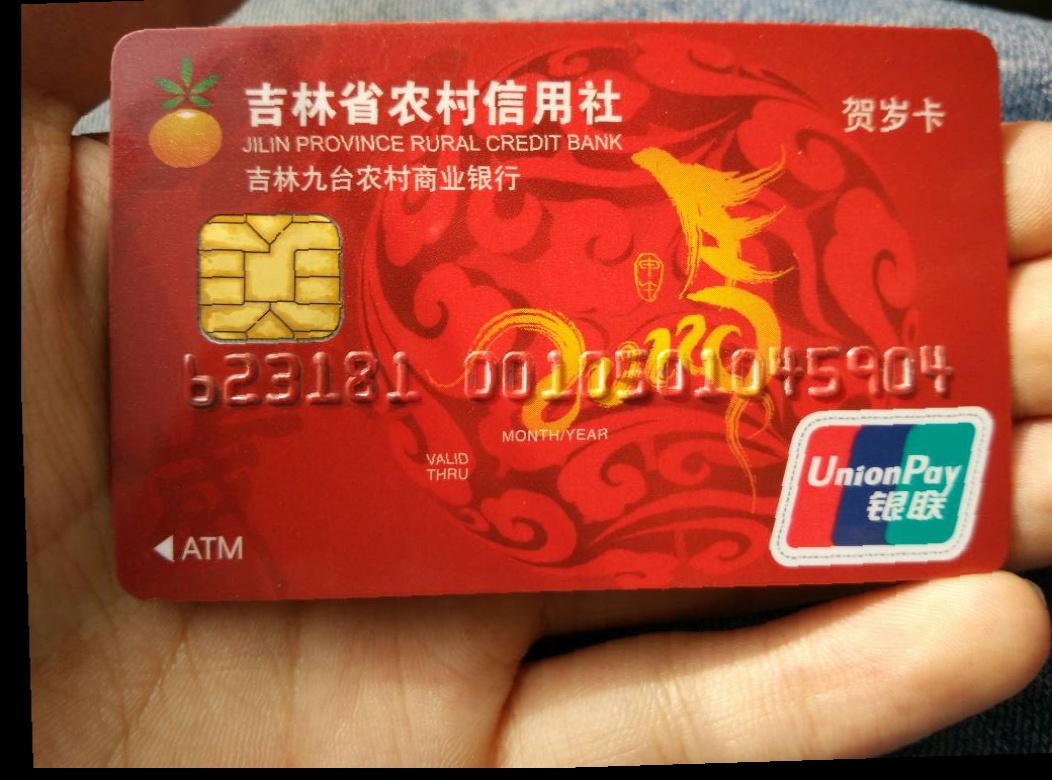 吉林省农村信用社
JILIN PROVINCE RURAL CREDIT BANK
吉林九台农村商业银行
贺岁卡
623181 0010501045904
MONTH/YEAR
VALID
THRU
ATM
UnionPay
银联